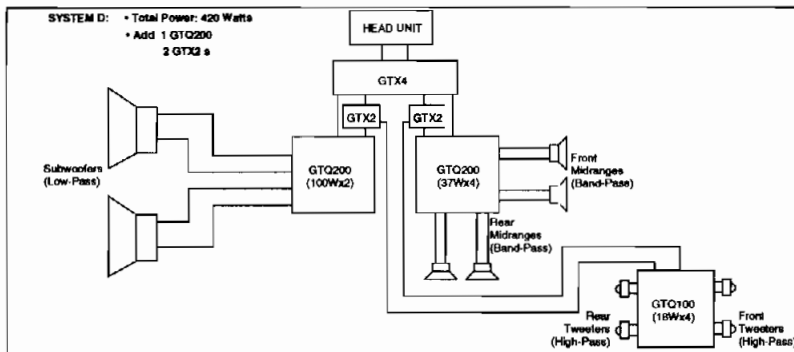 SYSTEM D: • Total Power: 420 Watts
• Add 1 GTQ200
2 GTX2 s
HEAD UNIT
GTX4
GTX2
GTX2
GTQ200
(100Wx2)
GTQ200
(37Wx4)
Subwoofers
(Low-Pass)
Front
Midranges
(Band-Pass)
Rear
Midranges
(Band-Pass)
GTQ100
(18Wx4)
Rear
Tweeters
(High-Pass)
Front
Tweeters
(High-Pass)